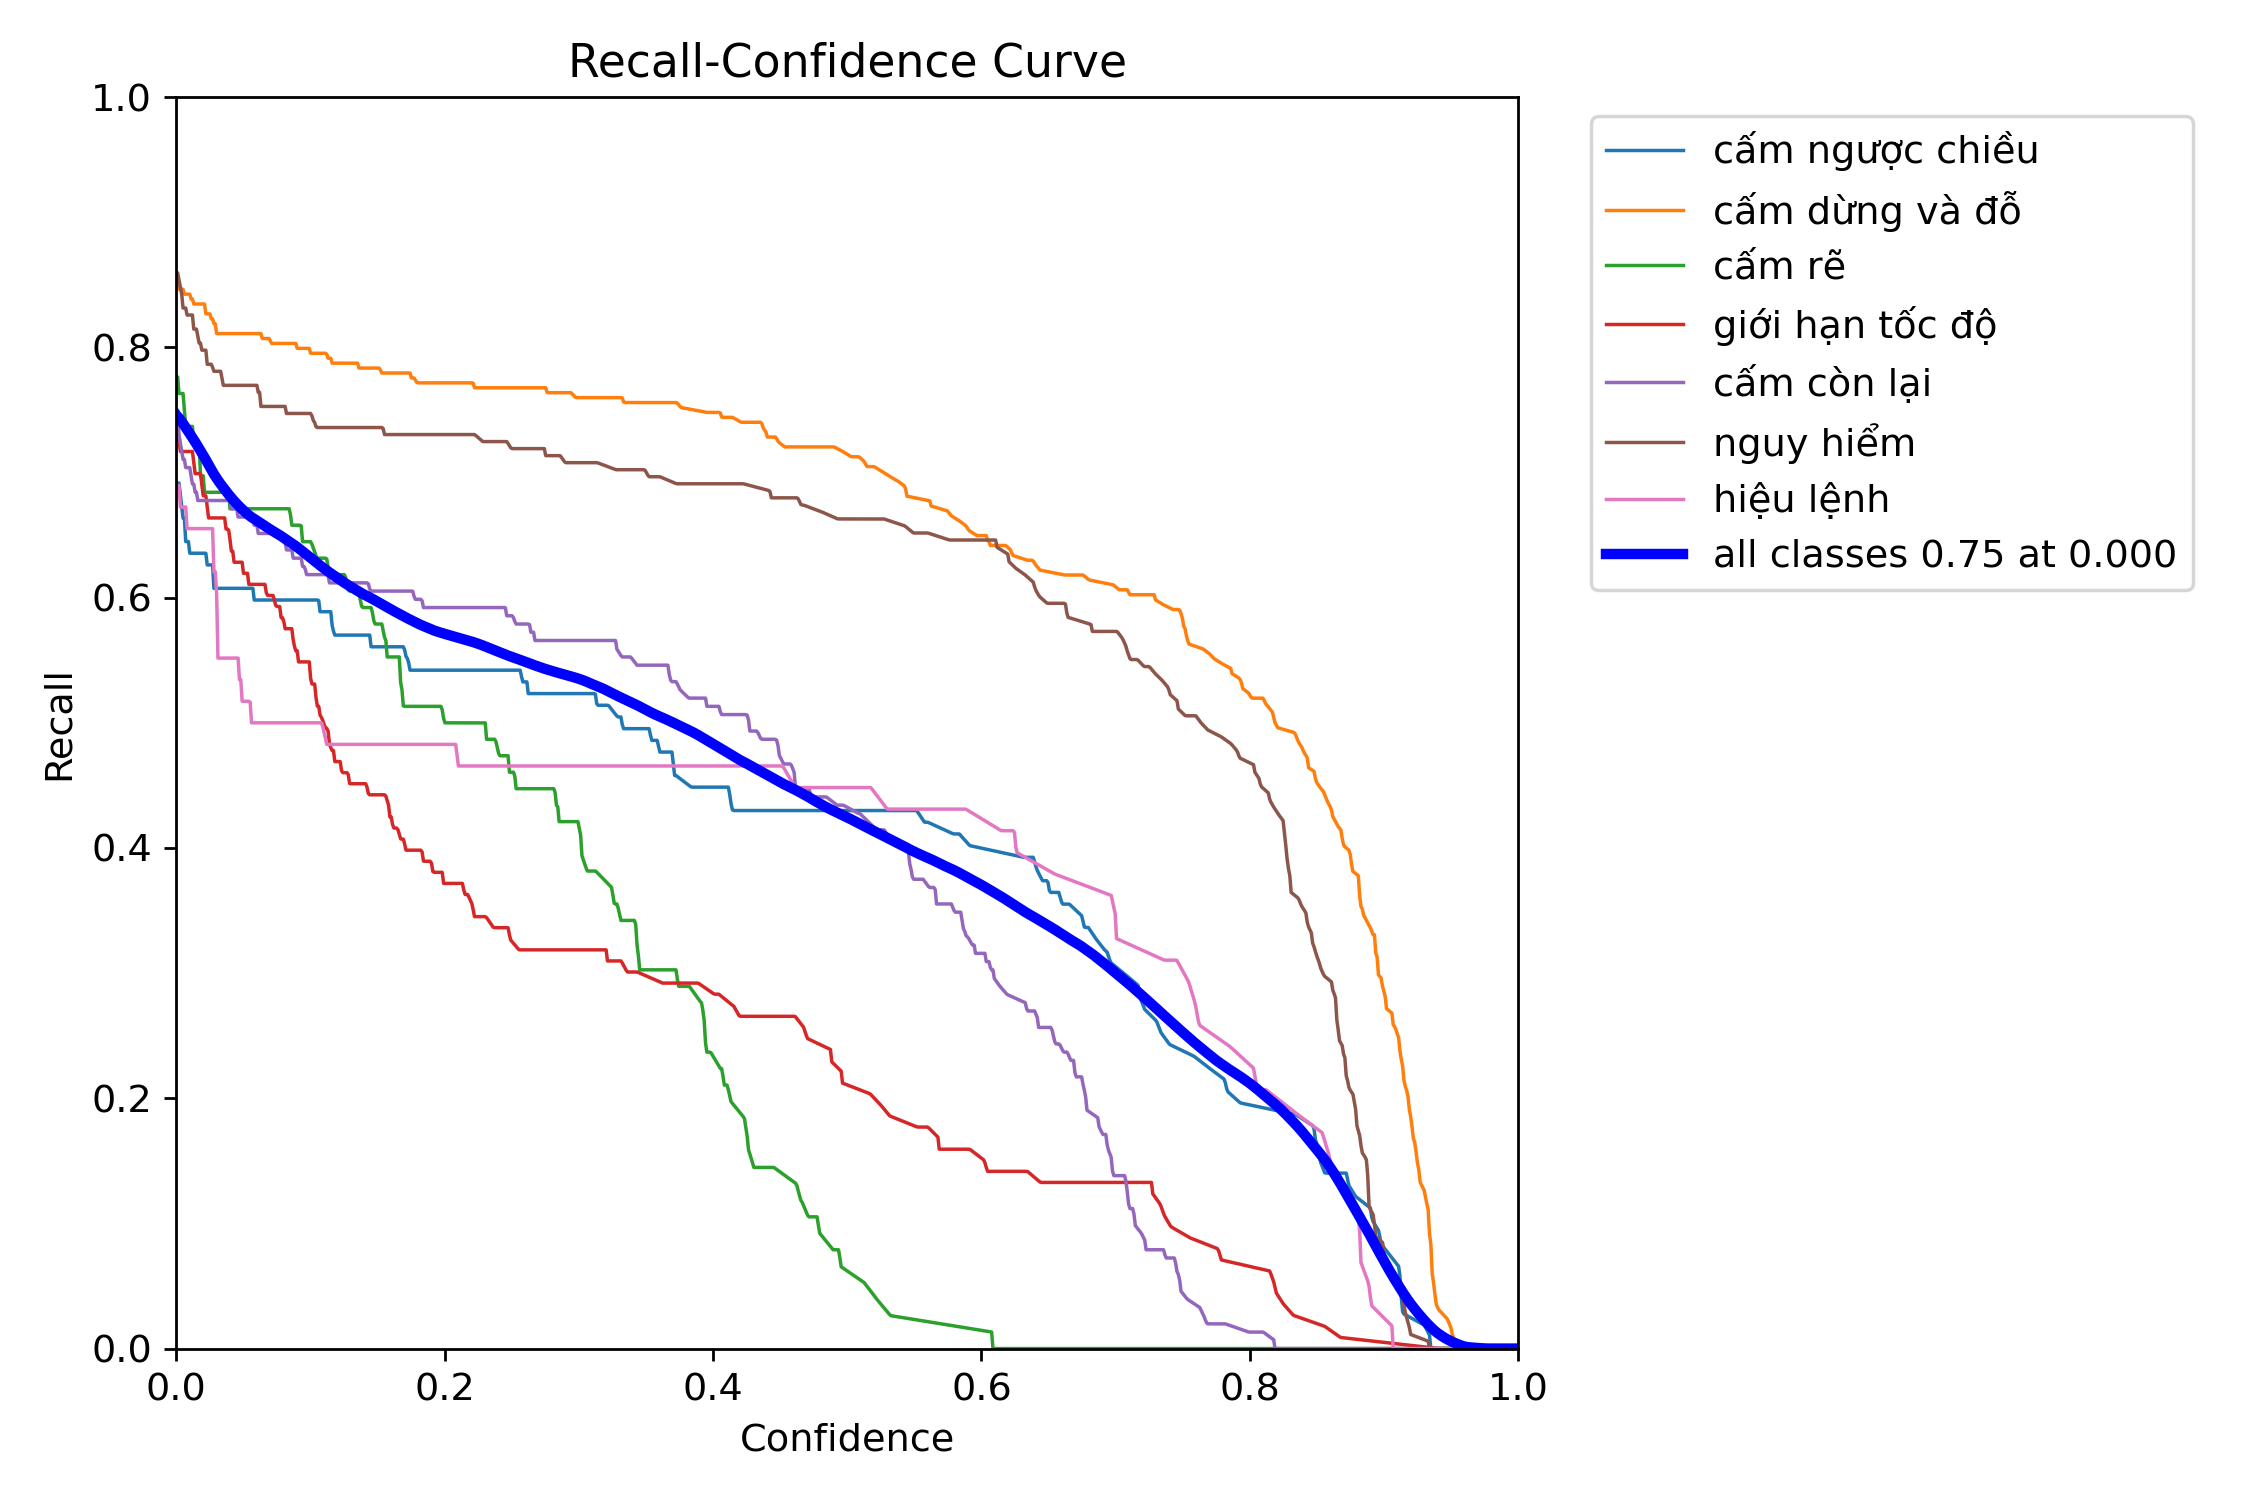 Recall-Confidence Curve
1.0
0.8
0.6
0.4
0.2
0.0
Recall
0.0 0.2 0.4 0.6 0.8 1.0
Confidence
cấm ngược chiều
cấm dừng và đỗ
cấm rẽ
giới hạn tốc độ
cấm còn lại
nguy hiểm
hiệu lệnh
all classes 0.75 at 0.000